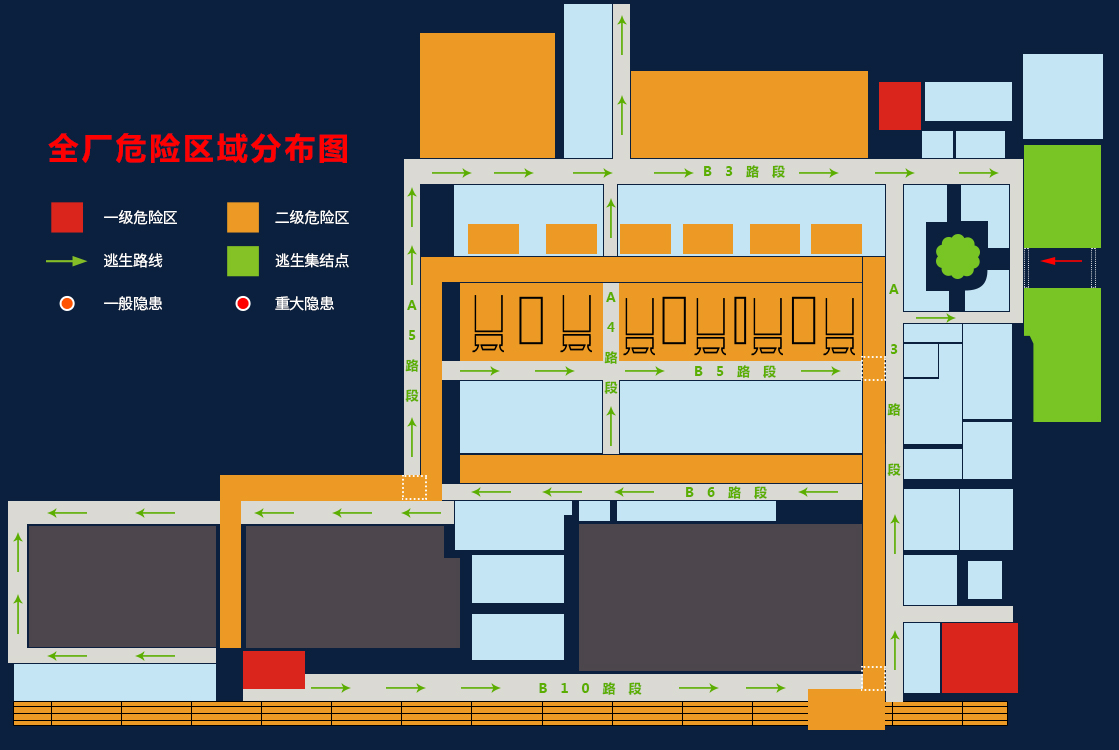 全厂危险区域分布图
一级危险区
二级危险区
逃生路线
逃生集结点
一般隐患
重大隐患
B 3 路 段
A 5 路 段
A 4 路 段
A 3 路 段
B 5 路 段
B 6 路 段
B 1 0 路 段